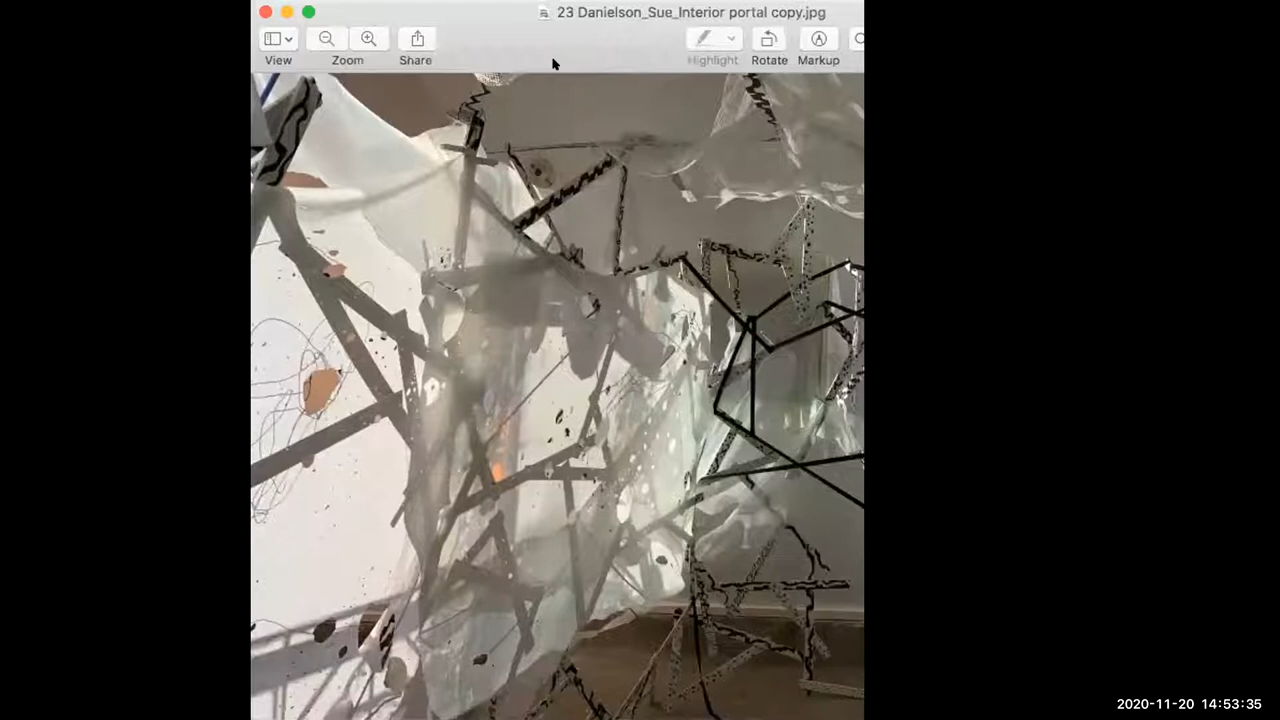 23 Danielson_Sue_Interior portal copy.jpg
View Zoom Share Highlight Rotate Markup
2020-11-20 14:53:35